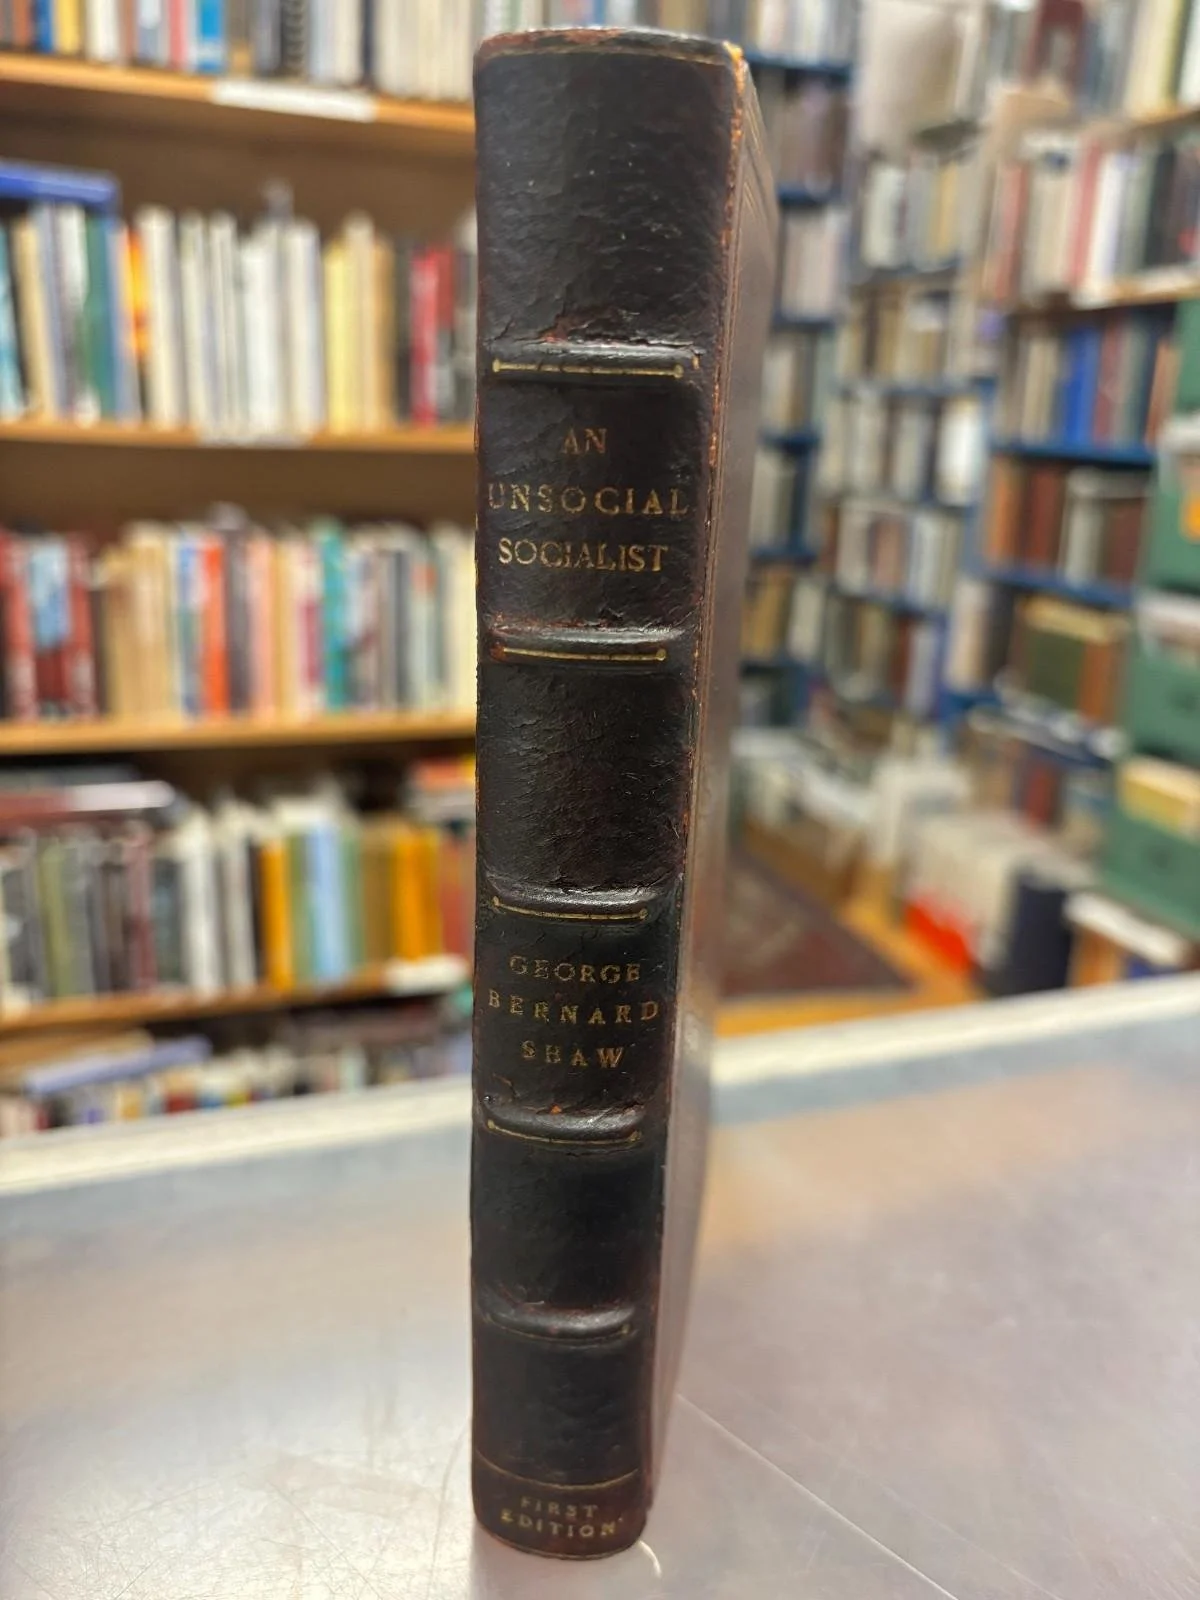 AN
UNSOCIAL
SOCIALIST
GEORGE
BERNARD
SHAW
FIRST
EDITION